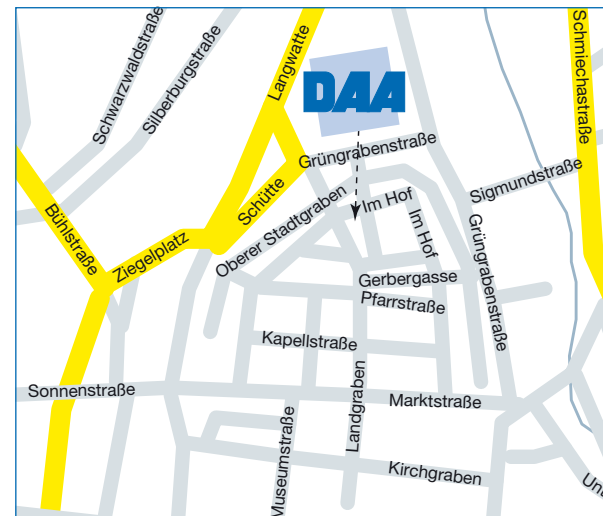 Schwarzwaldstraße
Silberburgstraße
Langwatte
DAA
Schmiechastraße
Grüngrabenstraße
Schütte
Im Hof
Im Hof
Sigmundstraße
Oberer Stadtgraben
Bühlstraße
Ziegelplatz
Grüngrabenstraße
Gerbergasse
Pfarrstraße
Kapellstraße
Sonnenstraße
Landgraben
Marktstraße
Museumstraße
Kirchgraben